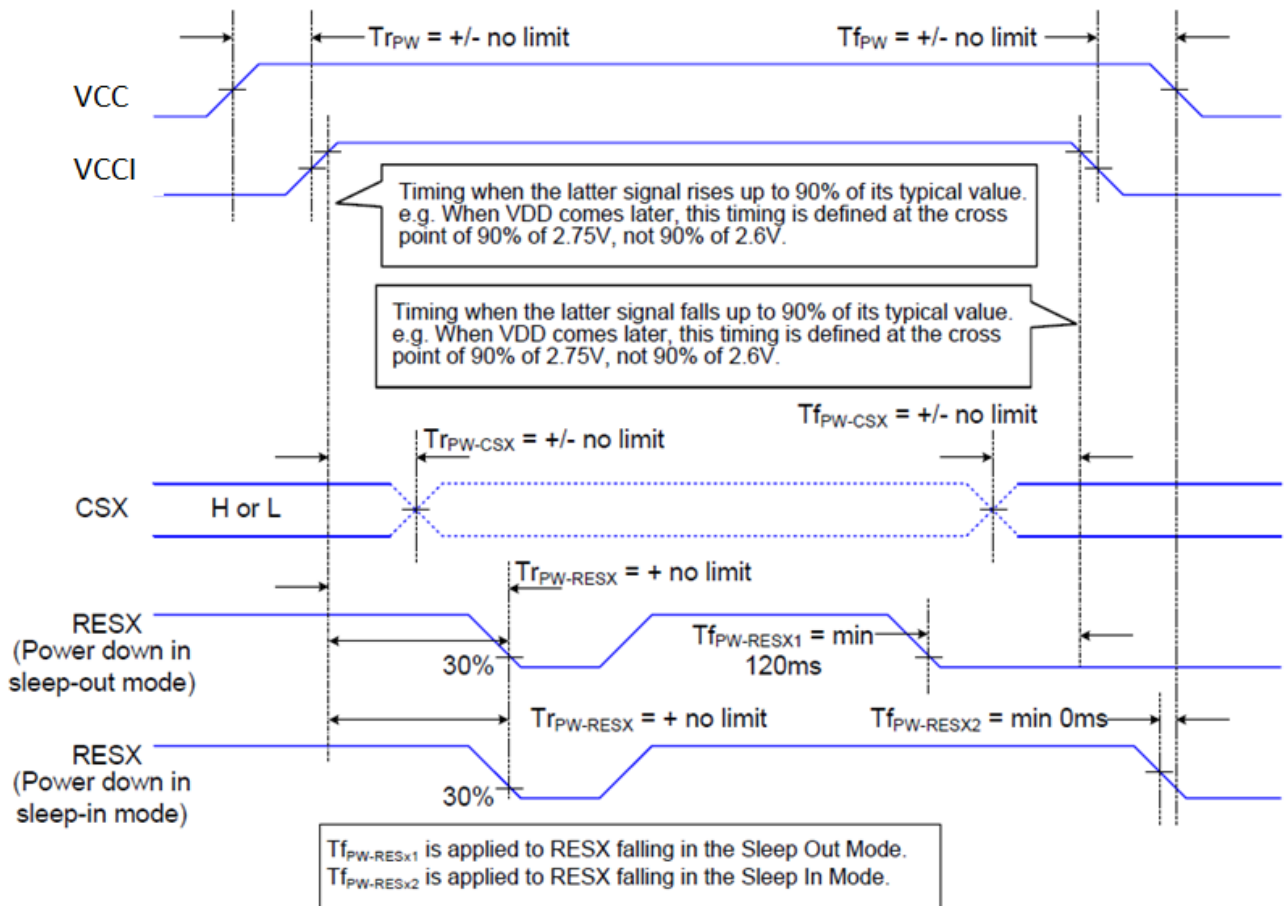 TrPW = +/- no limit
TfPW = +/- no limit
VCC
VCCI
Timing when the latter signal rises up to 90% of its typical value.
e.g. When VDD comes later, this timing is defined at the cross
point of 90% of 2.75V, not 90% of 2.6V.
Timing when the latter signal falls up to 90% of its typical value.
e.g. When VDD comes later, this timing is defined at the cross
point of 90% of 2.75V, not 90% of 2.6V.
TfPW-CSX = +/- no limit
TrPW-CSX = +/- no limit
CSX
H or L
TrPW-RESX = + no limit
RESX
(Power down in
sleep-out mode)
30%
TfPW-RESX1 = min
120ms
TrPW-RESX = + no limit
TfPW-RESX2 = min 0ms
RESX
(Power down in
sleep-in mode)
30%
TfPW-RESx1 is applied to RESX falling in the Sleep Out Mode.
TfPW-RESx2 is applied to RESX falling in the Sleep In Mode.